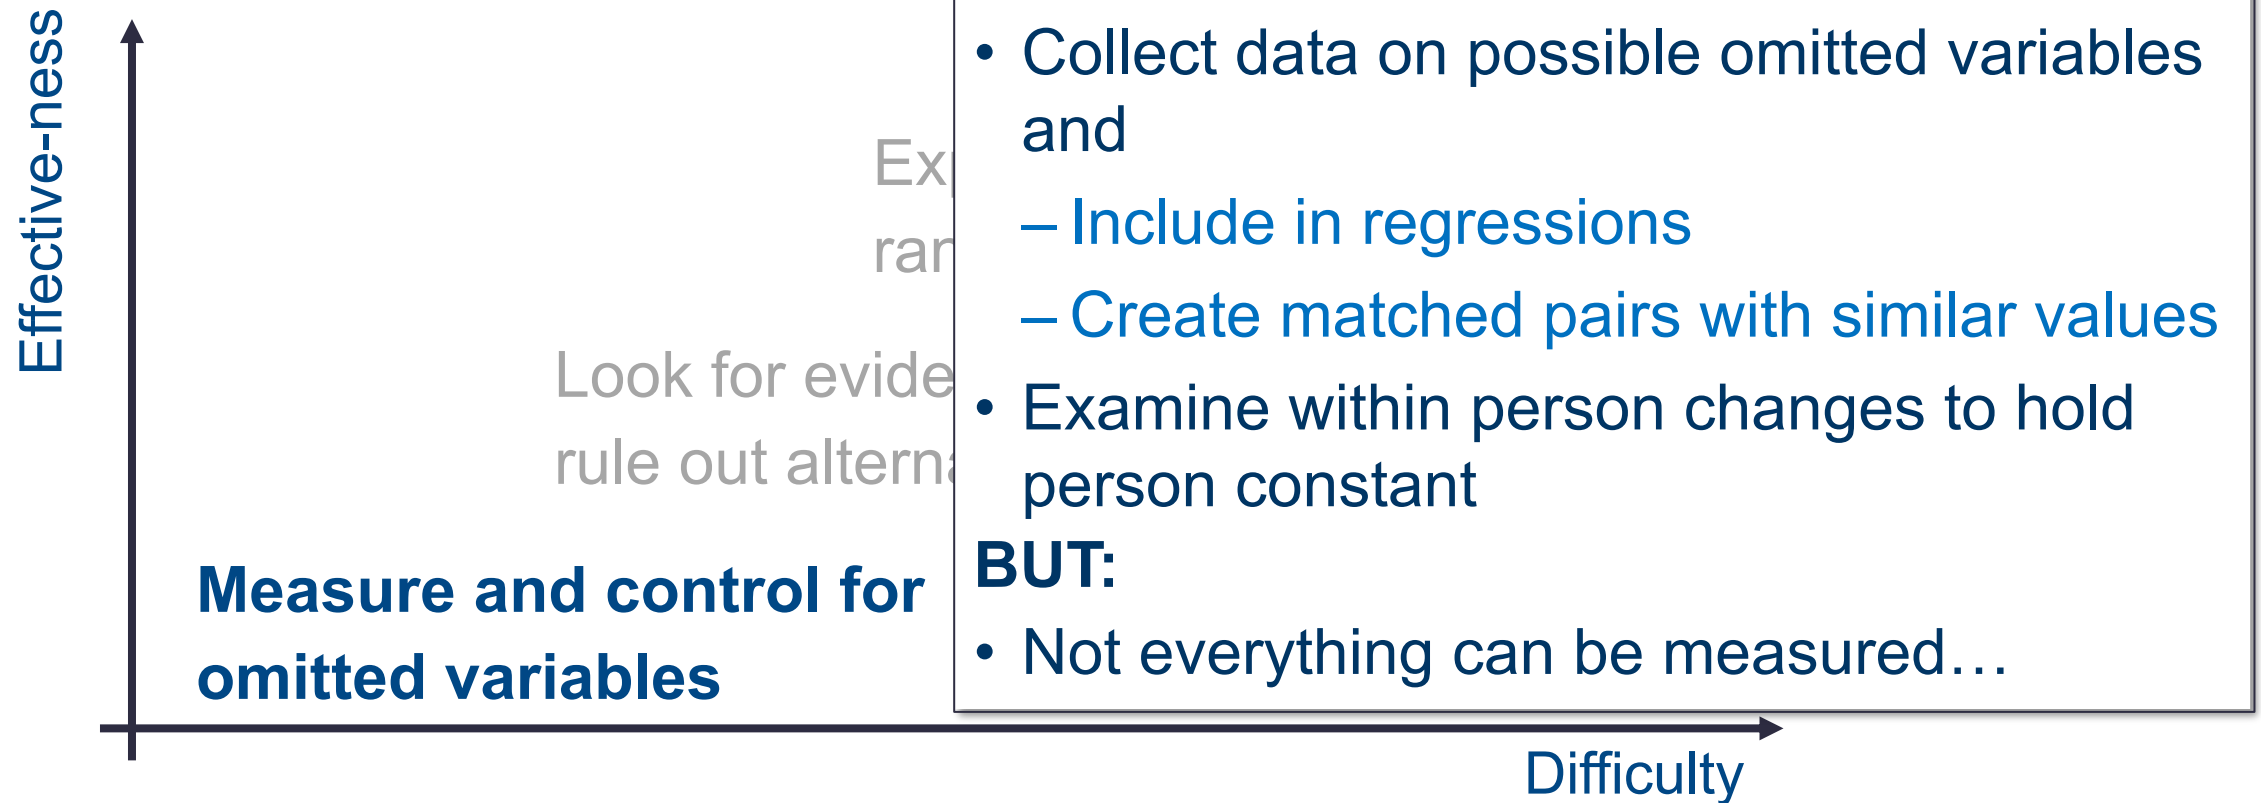 Effective-ness
Look for
rule out
Measure and control for
omitted variables
• Collect data on possible omitted variables
and
– Include in regressions
– Create matched pairs with similar values
• Examine within person changes to hold
person constant
BUT:
• Not everything can be measured…
Difficulty